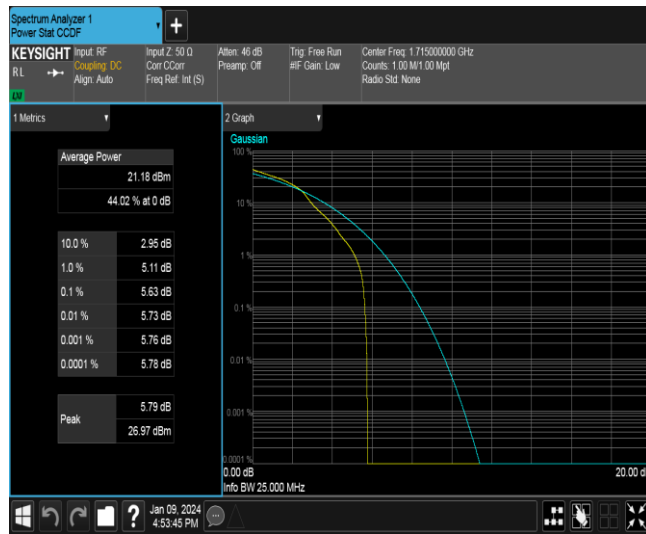 Spectrum Analyzer 1
Power Stat CCDF
+
KEYSIGHT
RL
Input: RF
Coupling: DC
Align: Auto
Input Z: 50 Ω
Corr CCorr
Freq Ref: Int (S)
Atten: 46 dB
Preamp: Off
Trig: Free Run
#IF Gain: Low
Center Freq: 1.715000000 GHz
Counts: 1.00 M/1.00 Mpt
Radio Std: None
1 Metrics
Average Power
21.18 dBm
44.02 % at 0 dB
10.0 % 2.95 dB
1.0 % 5.11 dB
0.1 % 5.63 dB
0.01 % 5.73 dB
0.001 % 5.76 dB
0.0001 % 5.78 dB
Peak
5.79 dB
26.97 dBm
2 Graph
Gaussian
100 %
10 %
1 %
0.1 %
0.01 %
0.001 %
0.0001 %
0.00 dB
20.00 d
Info BW 25.000 MHz
?
Jan 09, 2024
4:53:45 PM